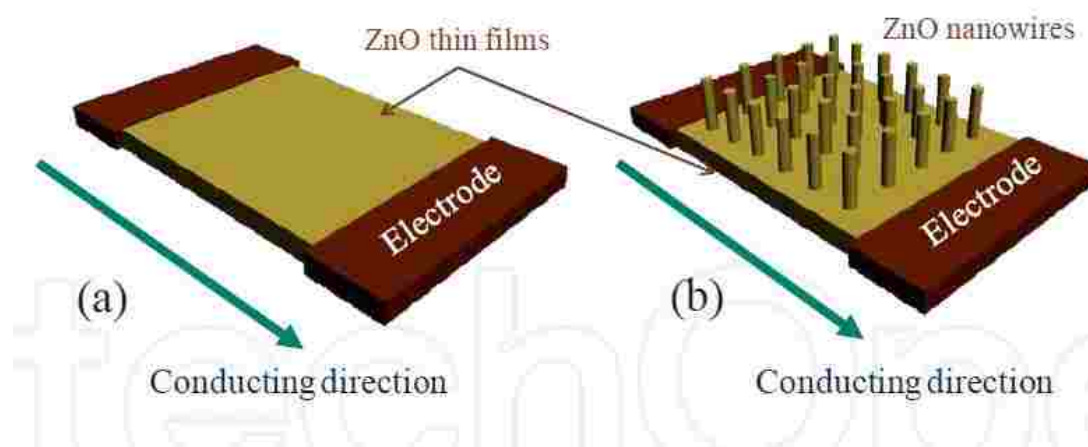 ZnO thin films
ZnO nanowires
Electrode
Electrode
(a)
(b)
Conducting direction
Conducting direction